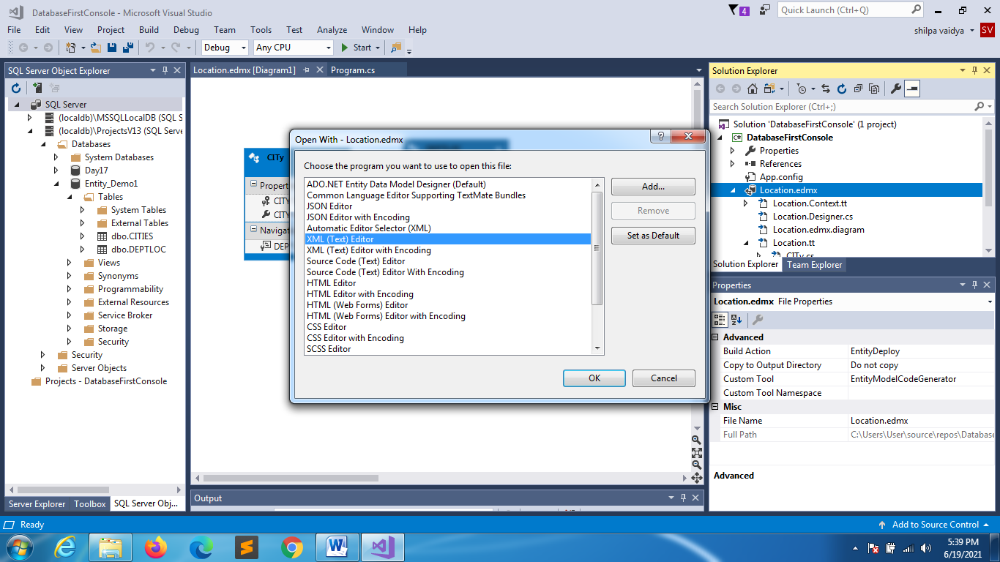 DatabaseFirstConsole - Microsoft Visual Studio
4
Quick Launch (Ctrl+Q)
File Edit View Project Build Debug Team Tools Test Analyze Window Help
shilpa vaidya
SV
Debug
Any CPU
Start
SQL Server Object Explorer
SQL Server
(localdb)\MSSQLLocalDB (SQL S
(localdb)\ProjectsV13 (SQL Serve
Databases
System Databases
Day17
Entity_Demo1
Tables
System Tables
External Tables
dbo.CITIES
dbo.DEPTLOC
Views
Synonyms
Programmability
External Resources
Service Broker
Storage
Security
Security
Server Objects
Projects - DatabaseFirstConsole
Server Explorer Toolbox SQL Server Obj...
Location.edmx [Diagram1]
Program.cs
CITy
Propert
CITY
CITY
Navigat
DEP
Open With - Location.edmx
Choose the program you want to use to open this file:
ADO.NET Entity Data Model Designer (Default)
Common Language Editor Supporting TextMate Bundles
JSON Editor
JSON Editor with Encoding
Automatic Editor Selector (XML)
XML (Text) Editor
XML (Text) Editor with Encoding
Source Code (Text) Editor
Source Code (Text) Editor With Encoding
HTML Editor
HTML Editor with Encoding
HTML (Web Forms) Editor
HTML (Web Forms) Editor with Encoding
CSS Editor
CSS Editor with Encoding
SCSS Editor
Add...
Remove
Set as Default
OK
Cancel
Output
Solution Explorer
Search Solution Explorer (Ctrl+;)
Solution 'DatabaseFirstConsole' (1 project)
DatabaseFirstConsole
Properties
References
App.config
Location.edmx
Location.Context.tt
Location.Designer.cs
Location.edmx.diagram
Location.tt
CITy.cs
Solution Explorer Team Explorer
Properties
Location.edmx File Properties
Advanced
Build Action EntityDeploy
Copy to Output Directory Do not copy
Custom Tool EntityModelCodeGenerator
Custom Tool Namespace
Misc
File Name Location.edmx
Full Path C:\Users\User\source\repos\Database
Advanced
Ready
Add to Source Control
5:39 PM
6/19/2021